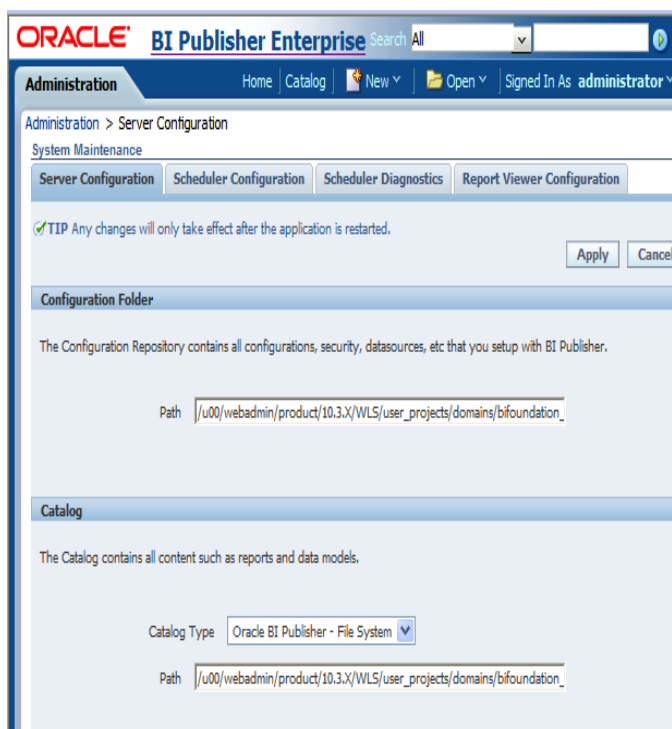 ORACLE BI Publisher Enterprise Search All
Administration Home Catalog New Open Signed In As administrator
Administration > Server Configuration
System Maintenance
Server Configuration Scheduler Configuration Scheduler Diagnostics Report Viewer Configuration
TIP Any changes will only take effect after the application is restarted.
Apply Cancel
Configuration Folder
The Configuration Repository contains all configurations, security, datasources, etc that you setup with BI Publisher.
Path /u00/webadmin/product/10.3.X/WLS/user_projects/domains/bifoundation_
Catalog
The Catalog contains all content such as reports and data models.
Catalog Type Oracle BI Publisher - File System
Path /u00/webadmin/product/10.3.X/WLS/user_projects/domains/bifoundation_